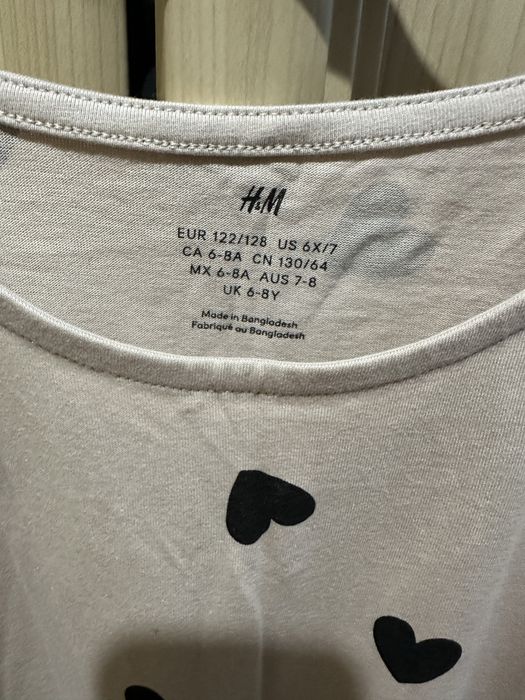 H&M
EUR 122/128 US 6X/7
CA 6-8A CN 130/64
MX 6-8A AUS 7-8
UK 6-8Y
Made in Bangladesh
Fabriqué au Bangladesh